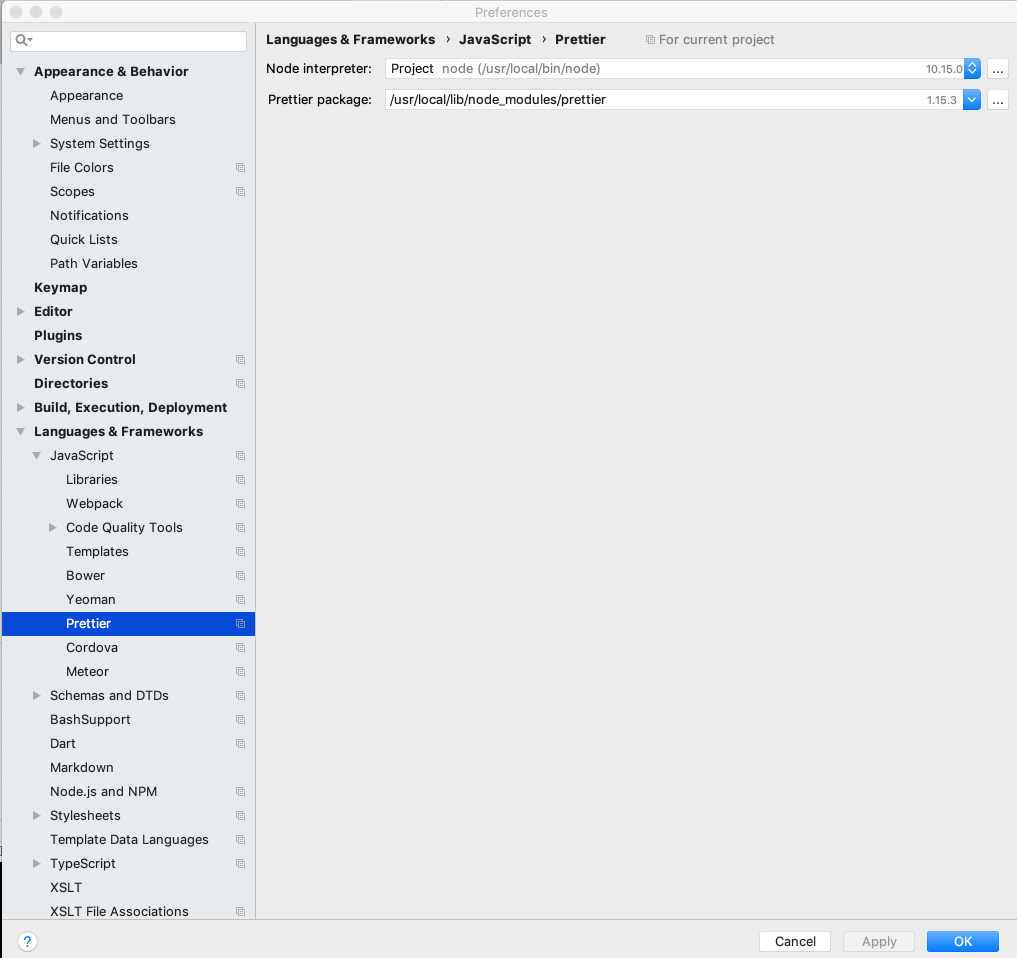 Preferences
Languages & Frameworks › JavaScript › Prettier For current project
Node interpreter: Project node (/usr/local/bin/node) 10.15.0 ...
Prettier package: /usr/local/lib/node_modules/prettier 1.15.3 ...
Appearance & Behavior
Appearance
Menus and Toolbars
System Settings
File Colors
Scopes
Notifications
Quick Lists
Path Variables
Keymap
Editor
Plugins
Version Control
Directories
Build, Execution, Deployment
Languages & Frameworks
JavaScript
Libraries
Webpack
Code Quality Tools
Templates
Bower
Yeoman
Prettier
Cordova
Meteor
Schemas and DTDs
BashSupport
Dart
Markdown
Node.js and NPM
Stylesheets
Template Data Languages
TypeScript
XSLT
XSLT File Associations
? Cancel Apply OK